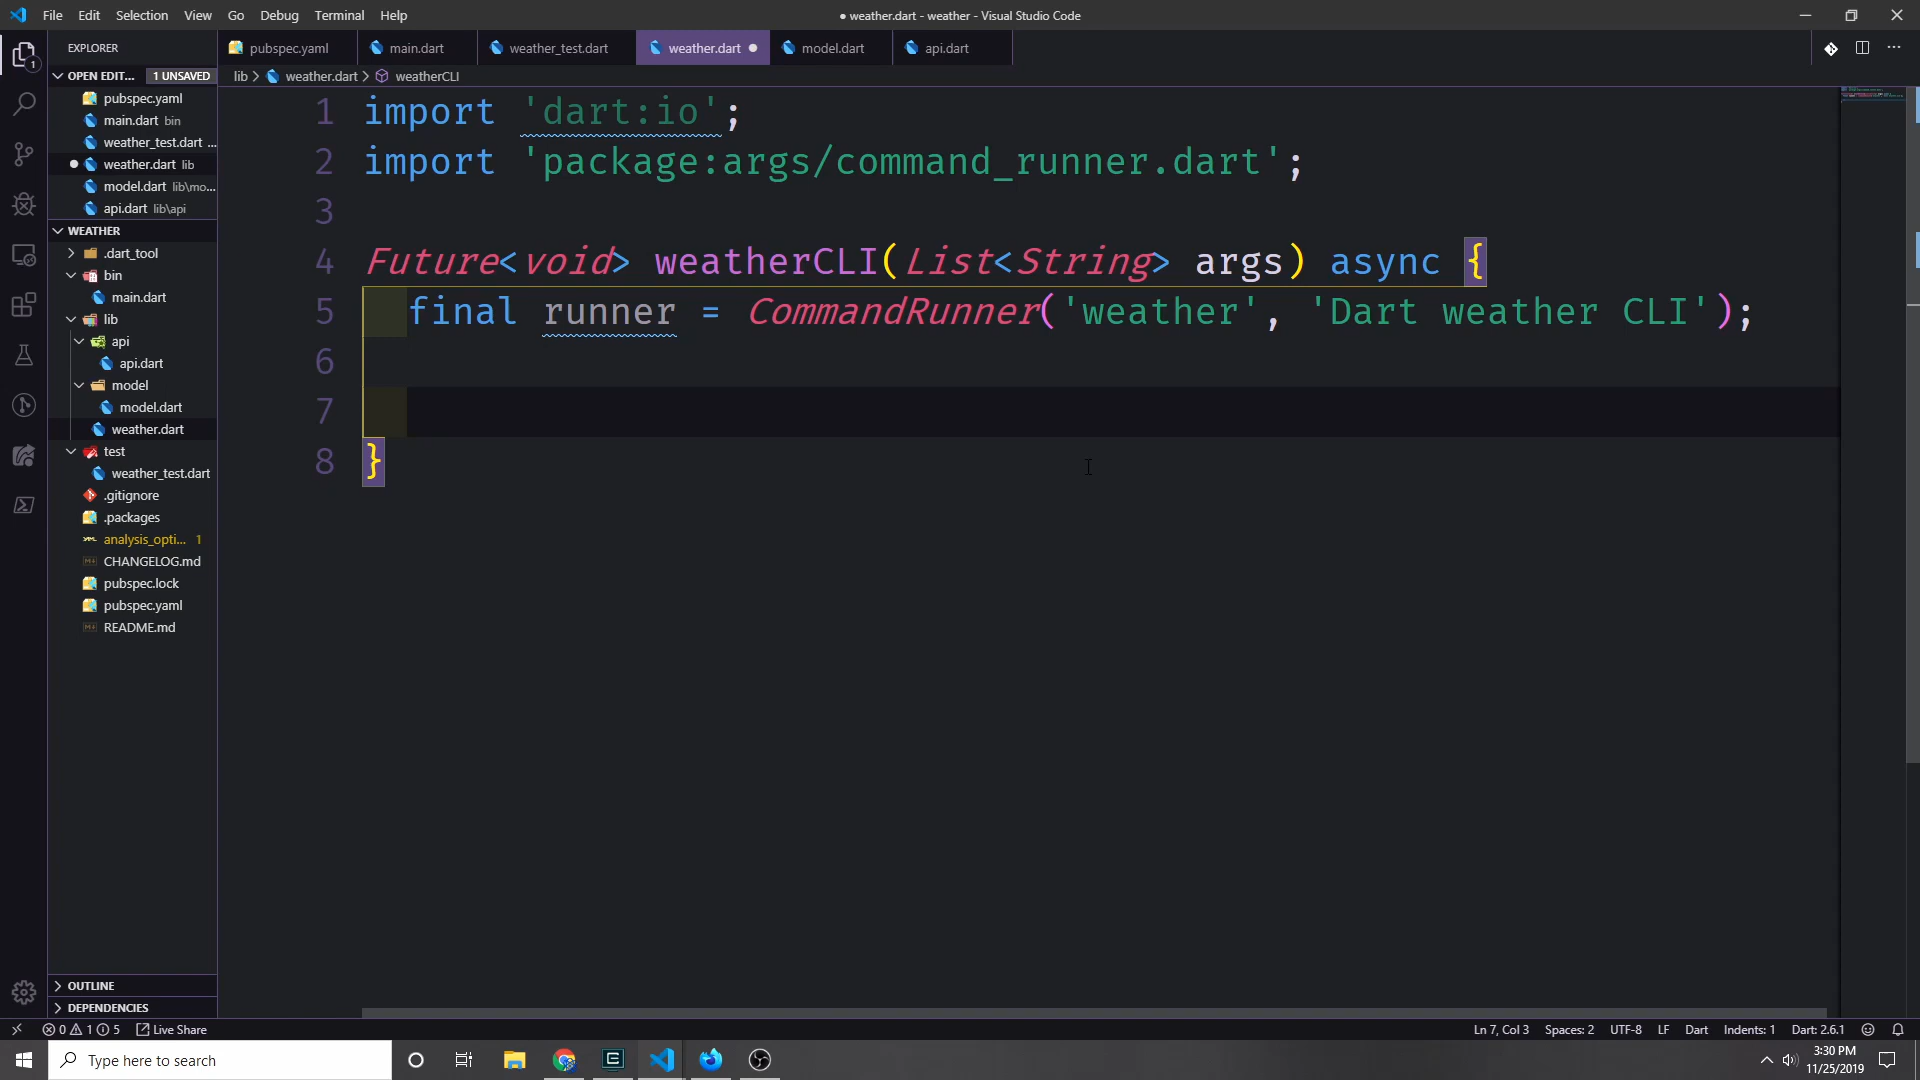 File Edit Selection View Go Debug Terminal Help
● weather.dart - weather - Visual Studio Code
EXPLORER
pubspec.yaml main.dart weather_test.dart weather.dart model.dart api.dart
OPEN EDIT... 1 UNSAVED
lib > weather.dart > weatherCLI
pubspec.yaml
main.dart bin
weather_test.dart ...
weather.dart lib
model.dart lib\mo...
api.dart lib\api
WEATHER
.dart_tool
bin
main.dart
lib
api
api.dart
model
model.dart
weather.dart
test
weather_test.dart
.gitignore
.packages
analysis_opti... 1
CHANGELOG.md
pubspec.lock
pubspec.yaml
README.md
OUTLINE
DEPENDENCIES
1 import 'dart:io';
2 import 'package:args/command_runner.dart';
3
4 Future<void> weatherCLI(List<String> args) async {
5 final runner = CommandRunner('weather', 'Dart weather CLI');
6
7
8 }
0 1 5 Live Share
Ln 7, Col 3 Spaces: 2 UTF-8 LF Dart Indents: 1 Dart: 2.6.1
Type here to search
3:30 PM
11/25/2019